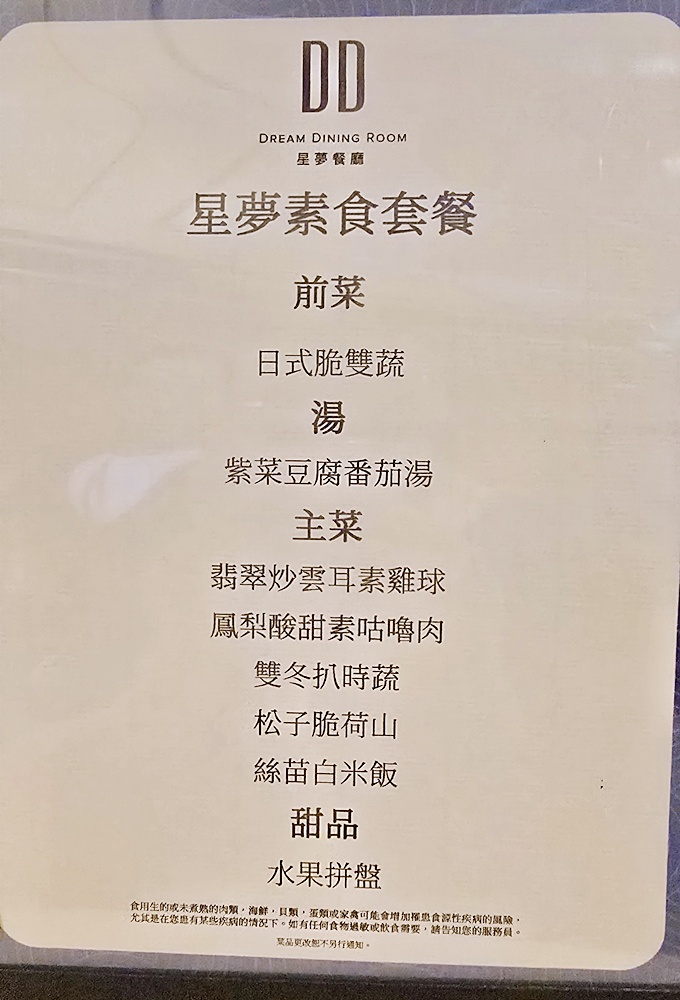 DD
DREAM DINING ROOM
星夢餐廳
星夢素食套餐
前菜
日式脆雙蔬
湯
紫菜豆腐番茄湯
主菜
翡翠炒雲耳素雞球
鳳梨酸甜素咕嚕肉
雙冬扒時蔬
松子脆荷山
絲苗白米飯
甜品
水果拼盤
食用生的或未煮熟的肉類，海鮮，貝類，蛋類或家禽可能會增加罹患食源性疾病的風險，
尤其是在您患有某些疾病的情況下。如有任何食物過敏或飲食需要，請告知您的服務員。
菜品更改恕不另行通知。